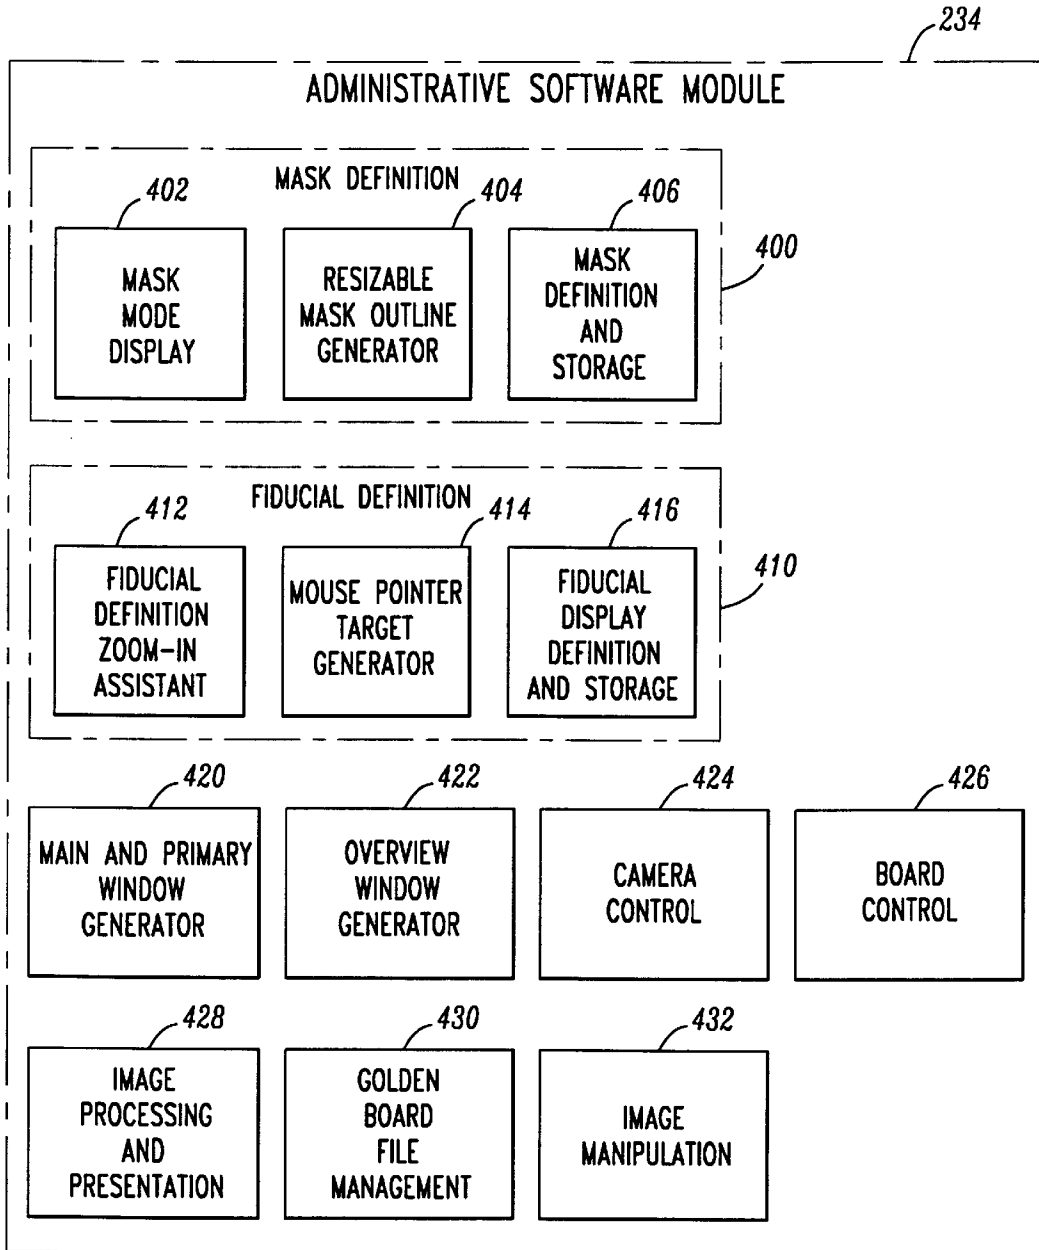 234
ADMINISTRATIVE SOFTWARE MODULE
MASK DEFINITION
402
404
406
400
MASK
MODE
DISPLAY
RESIZABLE
MASK OUTLINE
GENERATOR
MASK
DEFINITION
AND
STORAGE
FIDUCIAL DEFINITION
412
414
416
410
FIDUCIAL
DEFINITION
ZOOM-IN
ASSISTANT
MOUSE POINTER
TARGET
GENERATOR
FIDUCIAL
DISPLAY
DEFINITION
AND STORAGE
420
422
424
426
MAIN AND PRIMARY
WINDOW
GENERATOR
OVERVIEW
WINDOW
GENERATOR
CAMERA
CONTROL
BOARD
CONTROL
428
430
432
IMAGE
PROCESSING
AND
PRESENTATION
GOLDEN
BOARD
FILE
MANAGEMENT
IMAGE
MANIPULATION